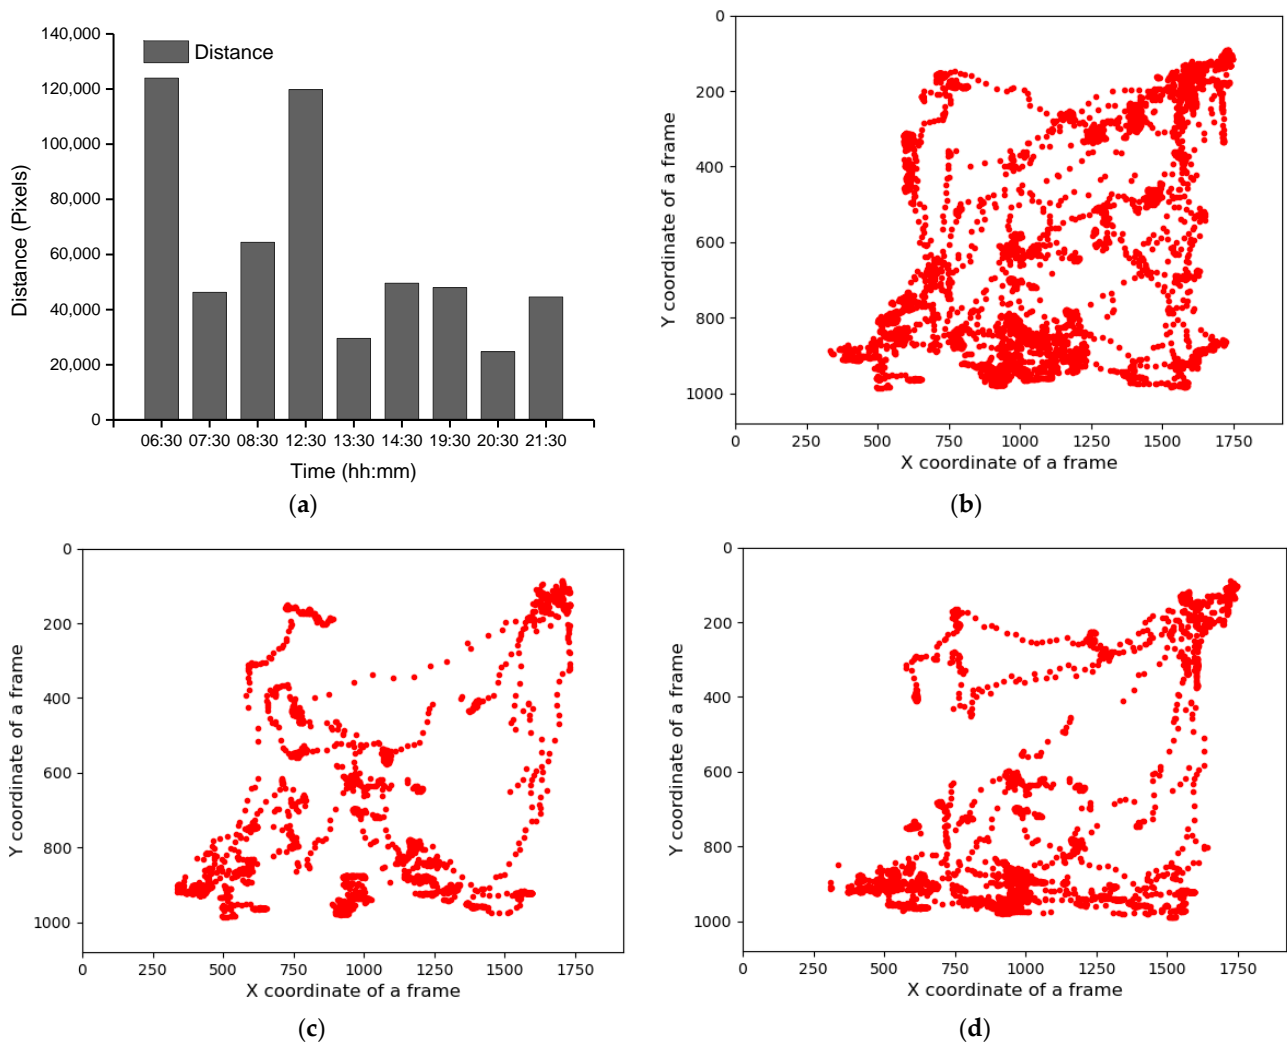 140,000
120,000
100,000
80,000
60,000
40,000
20,000
0
Distance (Pixels)
Distance
06:30 07:30 08:30 12:30 13:30 14:30 19:30 20:30 21:30
Time (hh:mm)
(a)
0
200
400
600
800
1000
Y coordinate of a frame
0 250 500 750 1000 1250 1500 1750
X coordinate of a frame
(b)
0
200
400
600
800
1000
Y coordinate of a frame
0 250 500 750 1000 1250 1500 1750
X coordinate of a frame
(c)
0
200
400
600
800
1000
Y coordinate of a frame
0 250 500 750 1000 1250 1500 1750
X coordinate of a frame
(d)